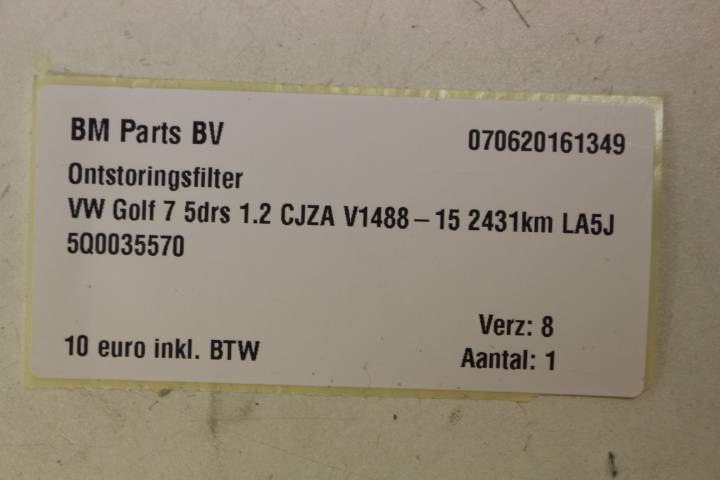 BM Parts BV 070620161349
Ontstoringsfilter
VW Golf 7 5drs 1.2 CJZA V1488-15 2431km LA5J
5Q0035570
Verz: 8
10 euro inkl. BTW Aantal: 1